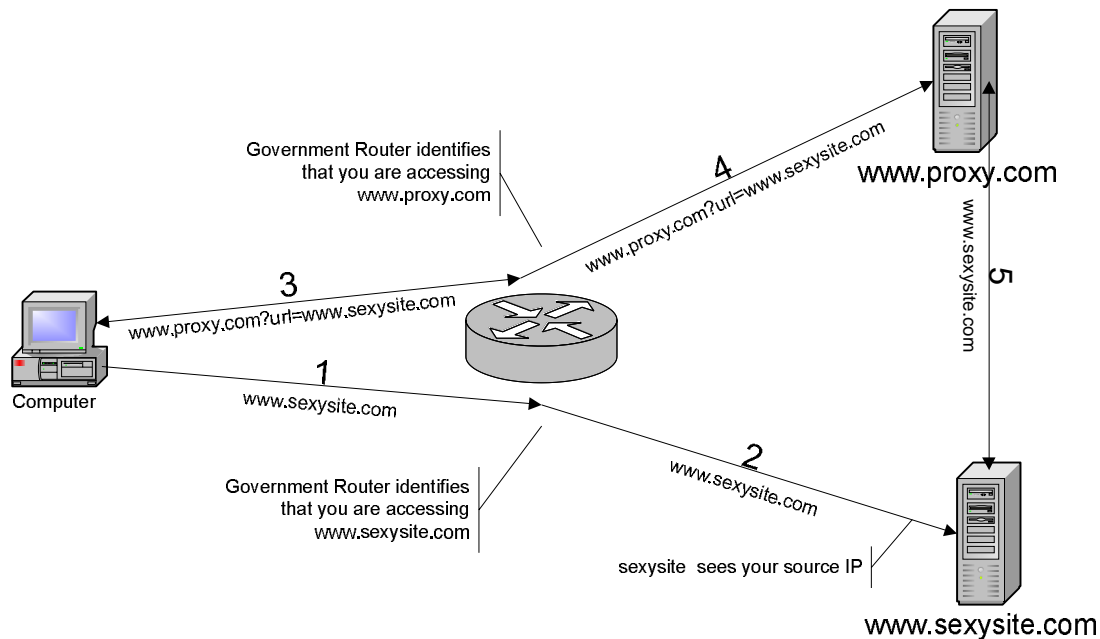 Government Router identifies
that you are accessing
www.proxy.com
4
www.proxy.com?url=www.sexysite.com
www.proxy.com
3
www.proxy.com?url=www.sexysite.com
www.sexysite.com
5
Computer
1
www.sexysite.com
2
www.sexysite.com
Government Router identifies
that you are accessing
www.sexysite.com
sexysite sees your source IP
www.sexysite.com